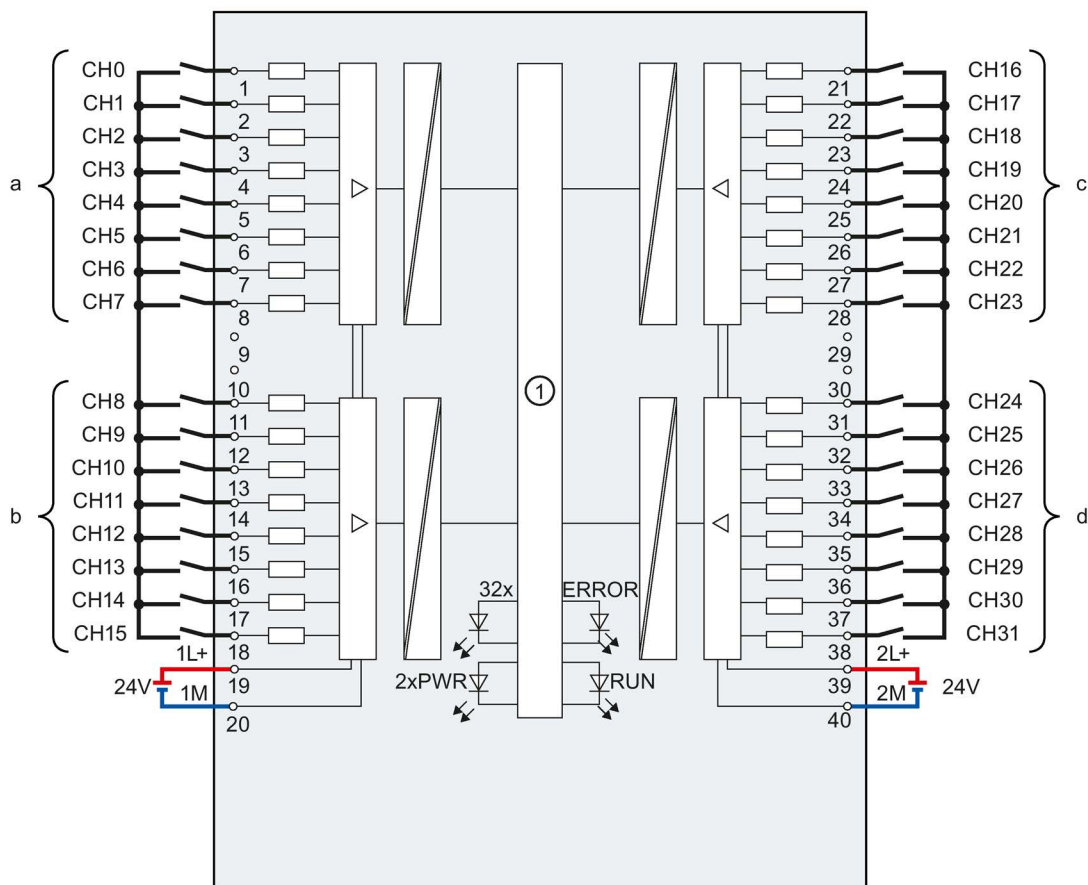 CH0 CH16
1 21
CH1 CH17
2 22
CH2 CH18
3 23
CH3 CH19
a 4 24 c
CH4 CH20
5 25
CH5 CH21
6 26
CH6 CH22
7 27
CH7 CH23
8 28
9 29
10 1 30
CH8 CH24
11 31
CH9 CH25
12 32
CH10 CH26
13 33
CH11 CH27
b 14 34 d
CH12 CH28
15 35
CH13 CH29
16 32x ERROR 36
CH14 CH30
17 37
CH15 CH31
1L+ 18 38 2L+
24V 1M 19 2xPWR RUN 39 2M 24V
20 40